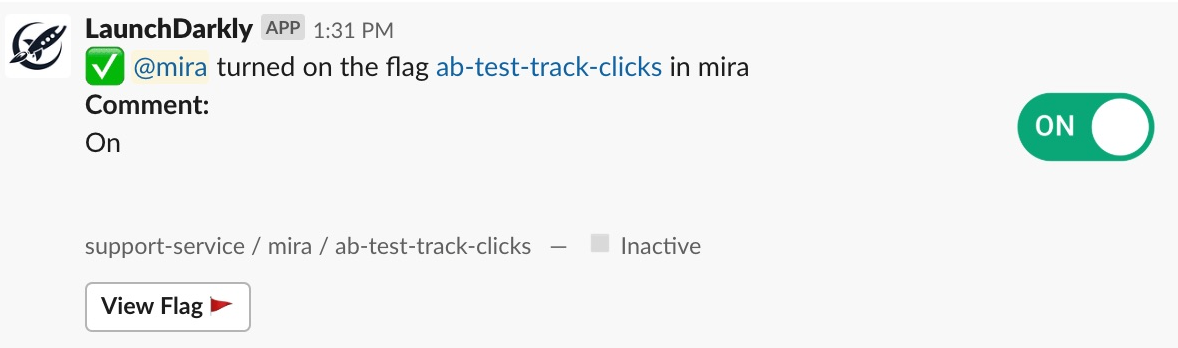 LaunchDarkly APP 1:31 PM
@mira turned on the flag ab-test-track-clicks in mira
Comment:
On
ON
support-service / mira / ab-test-track-clicks — Inactive
View Flag